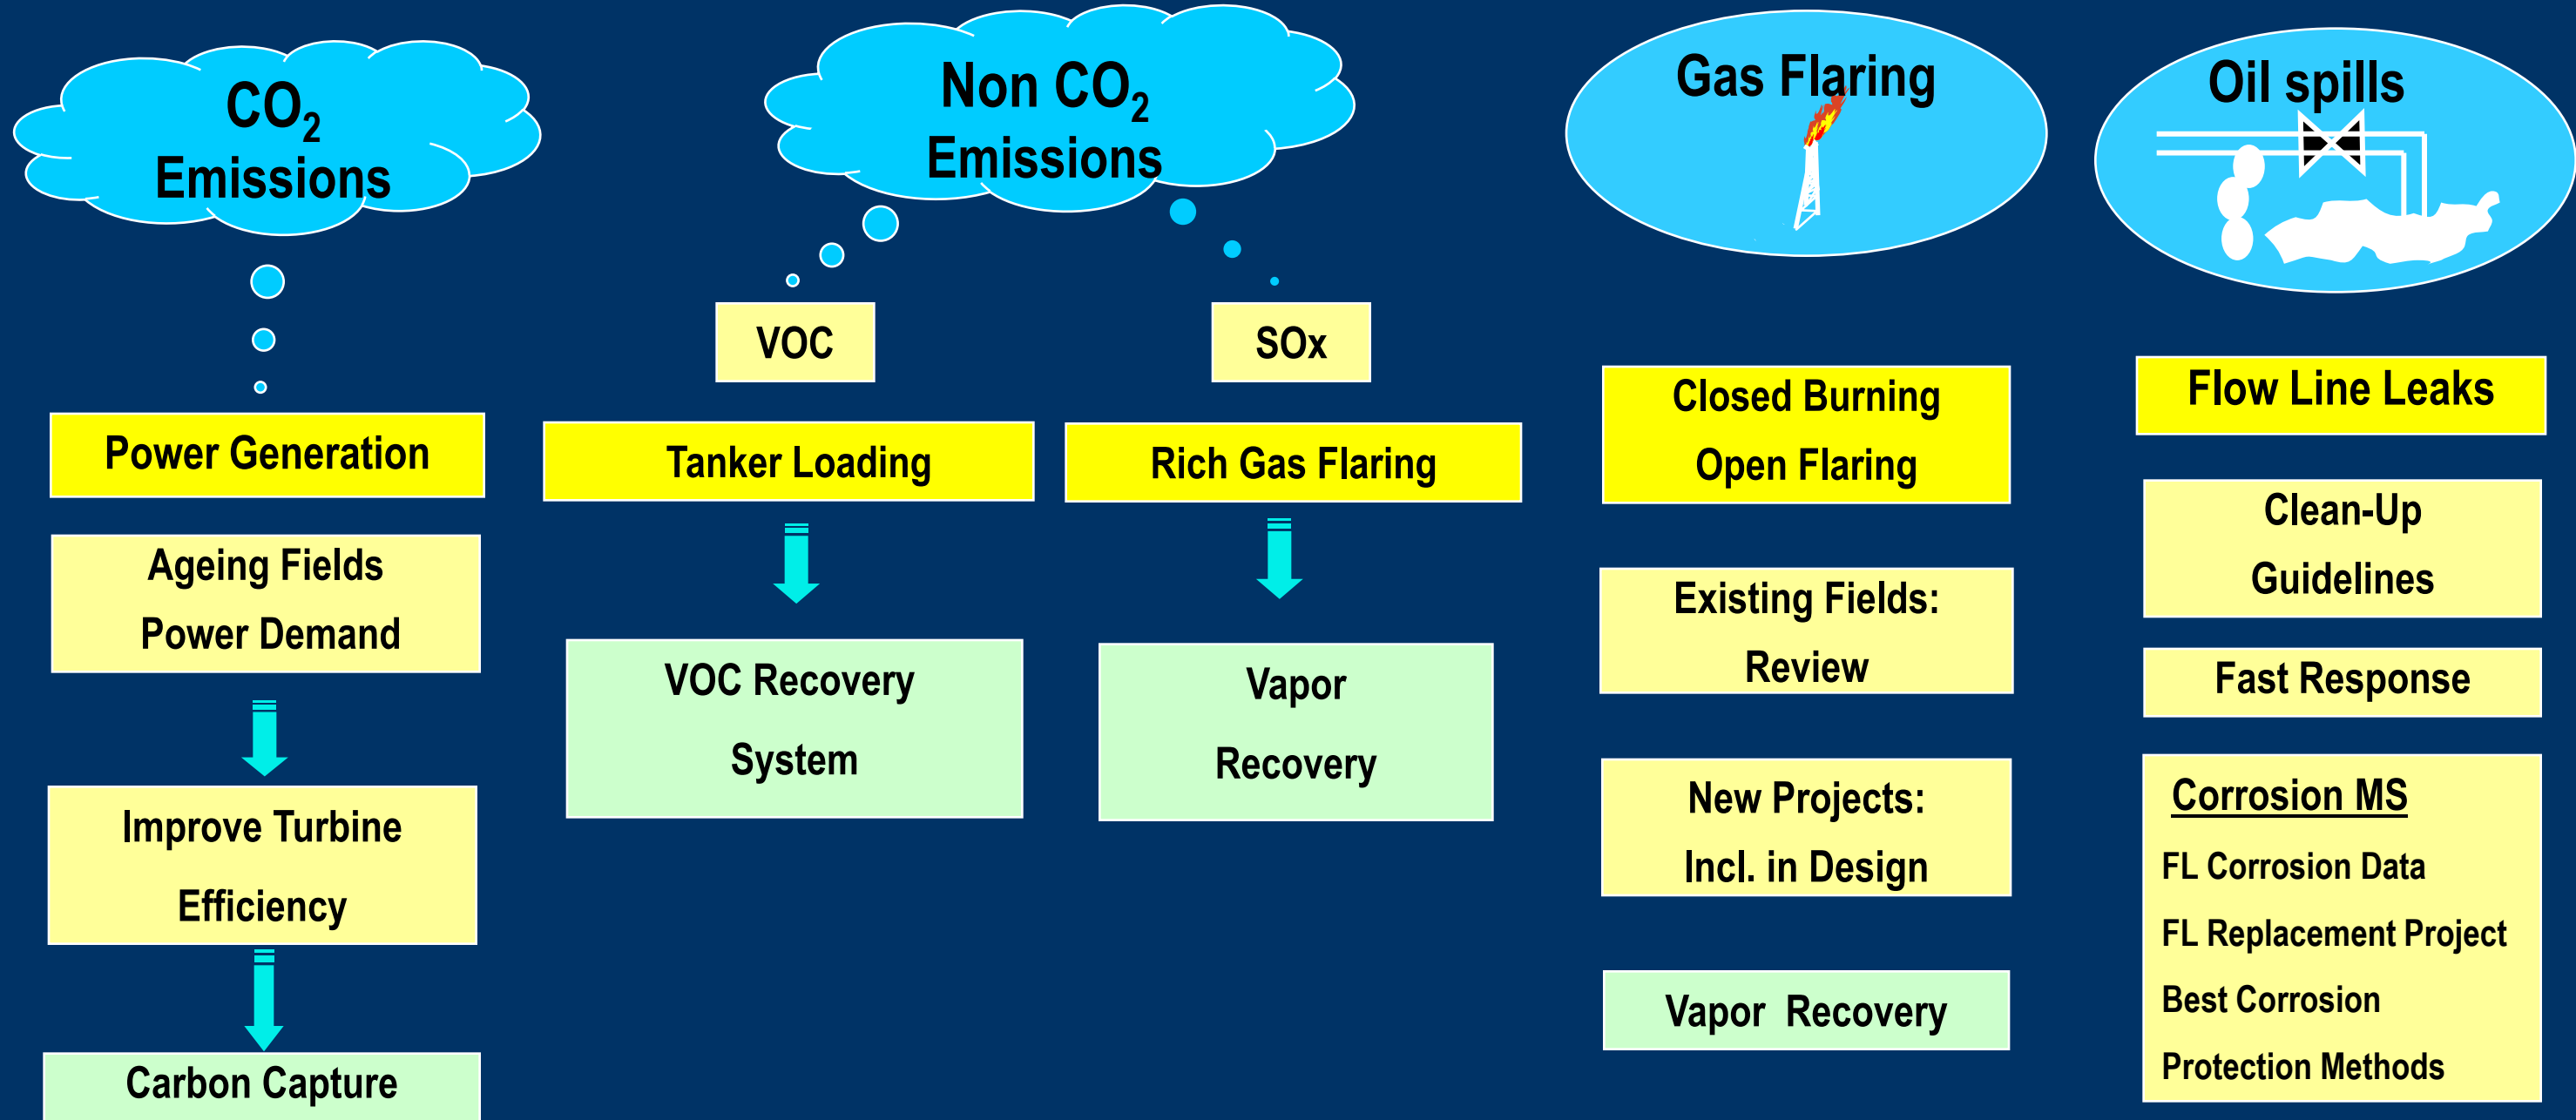 CO₂
Emissions
Power Generation
Ageing Fields
Power Demand
Improve Turbine
Efficiency
Carbon Capture
Non CO₂
Emissions
VOC
Tanker Loading
VOC Recovery
System
SOx
Rich Gas Flaring
Vapor
Recovery
Gas Flaring
Closed Burning
Open Flaring
Existing Fields:
Review
New Projects:
Incl. in Design
Vapor Recovery
Oil spills
Flow Line Leaks
Clean-Up
Guidelines
Fast Response
Corrosion MS
FL Corrosion Data
FL Replacement Project
Best Corrosion
Protection Methods